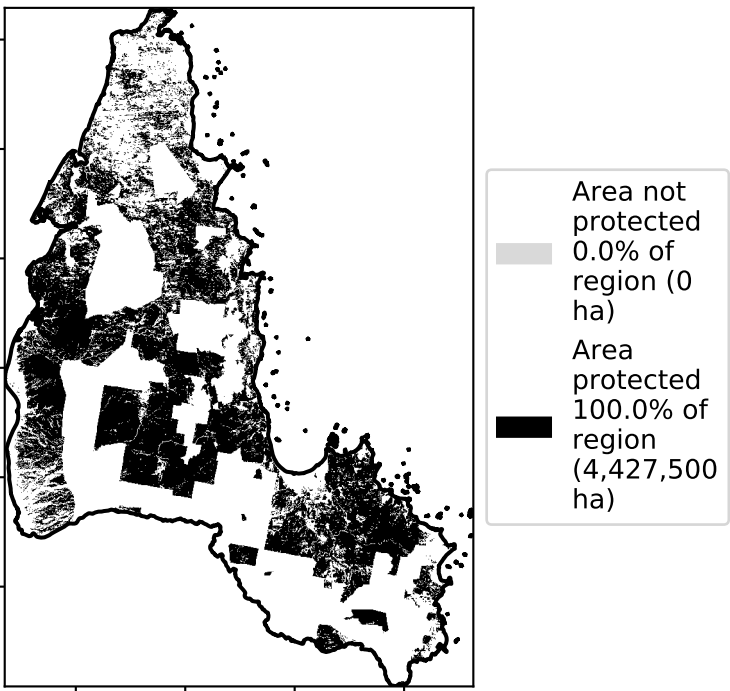 Area not
protected
0.0% of
region (0
ha)
Area
protected
100.0% of
region
(4,427,500
ha)